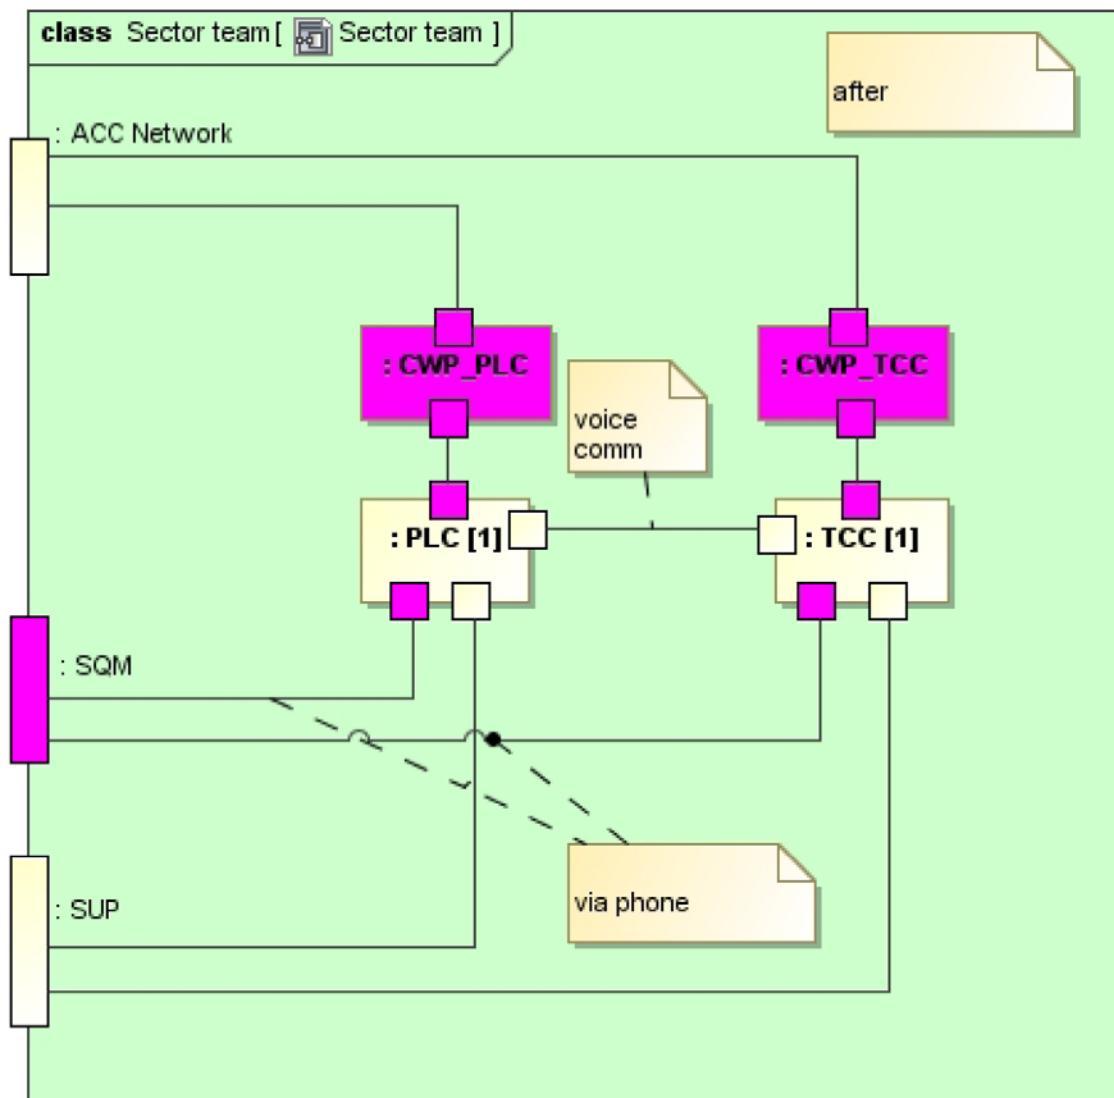 class Sector team [ Sector team ]
after
: ACC Network
: CWP_PLC
: CWP_TCC
voice
comm
: PLC [1]
: TCC [1]
: SQM
via phone
: SUP